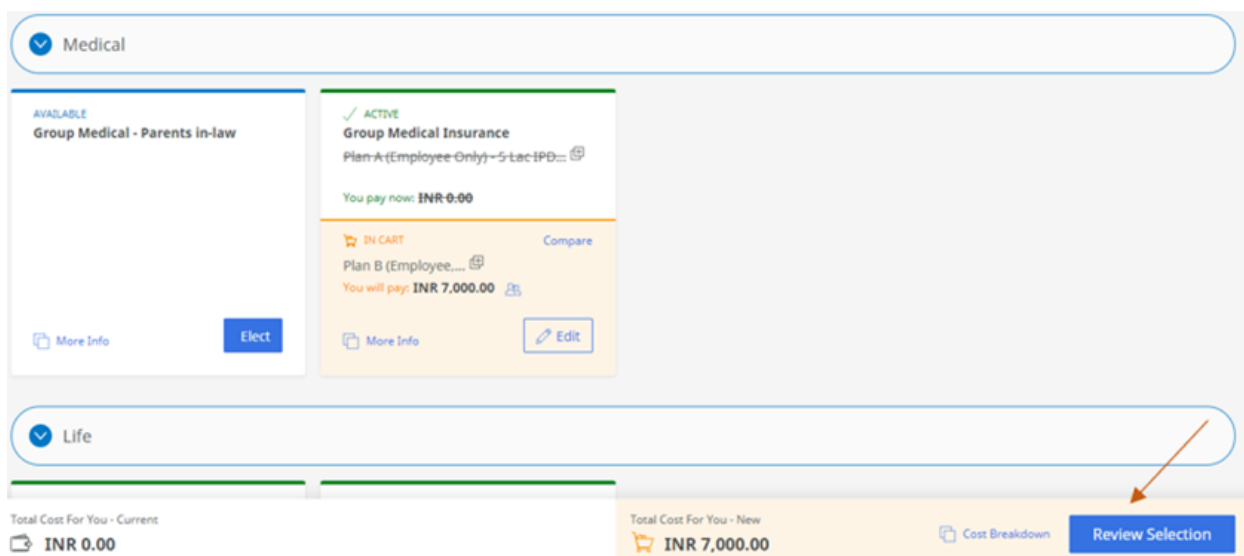 Medical
AVAILABLE
Group Medical - Parents in-law
More Info
Elect
ACTIVE
Group Medical Insurance
Plan A (Employee Only) - 5 Lac IPD...
You pay now: INR 0.00
IN CART
Compare
Plan B (Employee,...
You will pay: INR 7,000.00
More Info
Edit
Life
Total Cost For You - Current
INR 0.00
Total Cost For You - New
INR 7,000.00
Cost Breakdown
Review Selection